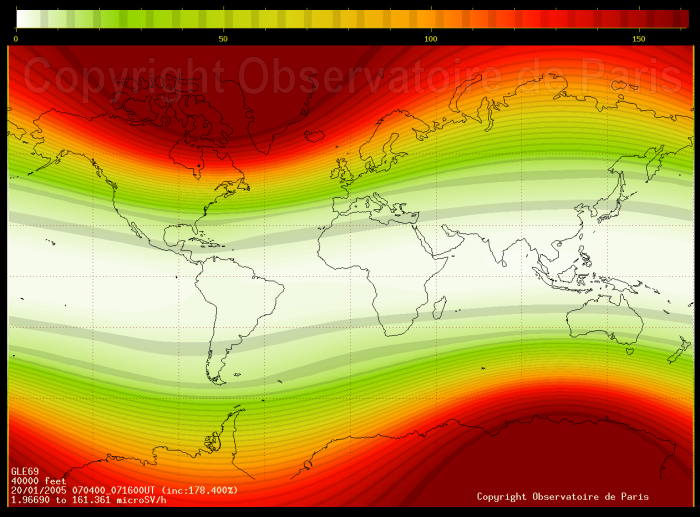 0 50 100 150
Copyright Observatoire de Paris
GLE69
40000 feet
20/01/2005 070400_071600UT (inc:178.400%)
1.96690 to 161.361 microSV/h
Copyright Observatoire de Paris